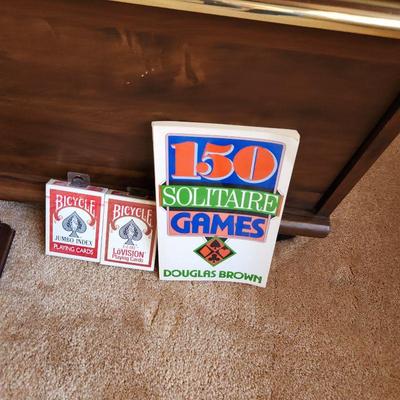 BICYCLE
JUMBO INDEX
PLAYING CARDS
BICYCLE
LoVISION
Playing Cards
150
SOLITAIRE
GAMES
DOUGLAS BROWN